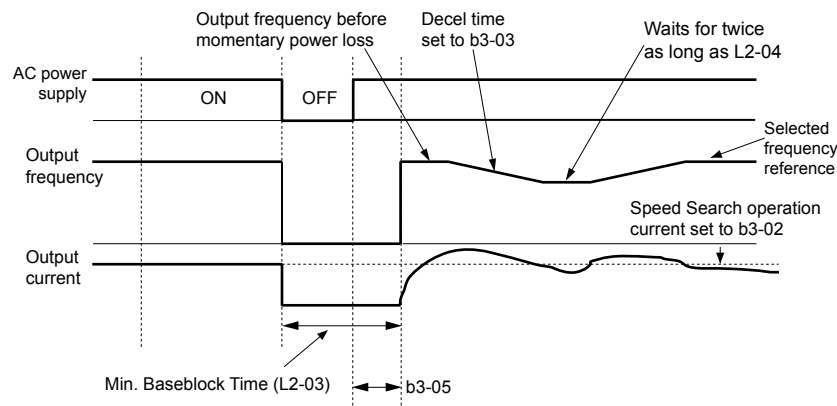 Output frequency before
momentary power loss
Decel time
set to b3-03
Waits for twice
as long as L2-04
AC power
supply
ON
OFF
Output
frequency
Selected
frequency
reference
Speed Search operation
current set to b3-02
Output
current
Min. Baseblock Time (L2-03)
b3-05